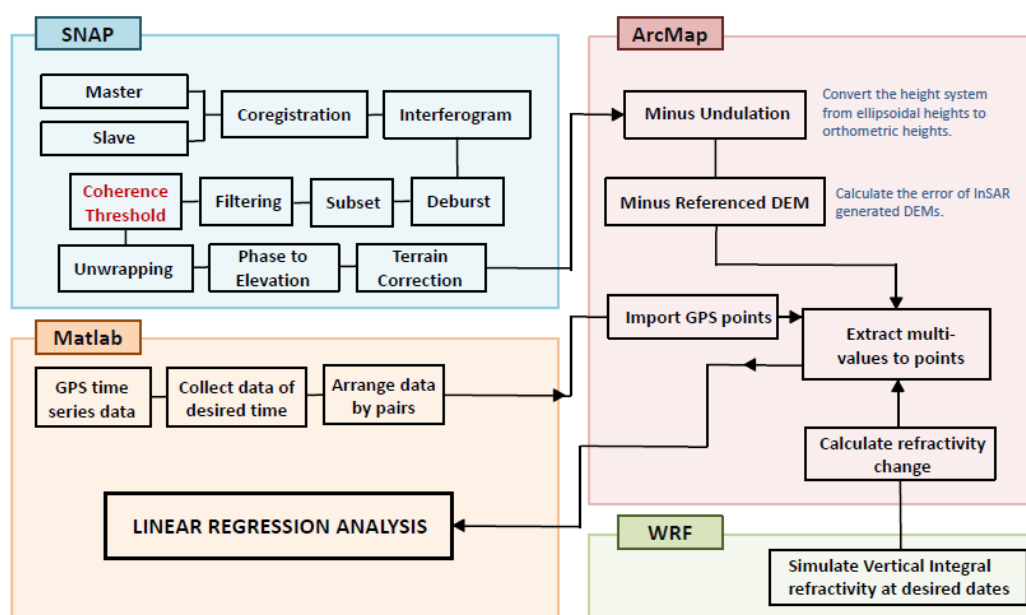 SNAP
Master
Slave
Coregistration
Interferogram
Coherence
Threshold
Filtering
Subset
Deburst
Unwrapping
Phase to
Elevation
Terrain
Correction
ArcMap
Minus Undulation
Convert the height system
from ellipsoidal heights to
orthometric heights.
Minus Referenced DEM
Calculate the error of InSAR
generated DEMs.
Import GPS points
Extract multi-
values to points
Calculate refractivity
change
Matlab
GPS time
series data
Collect data of
desired time
Arrange data
by pairs
LINEAR REGRESSION ANALYSIS
WRF
Simulate Vertical Integral
refractivity at desired dates